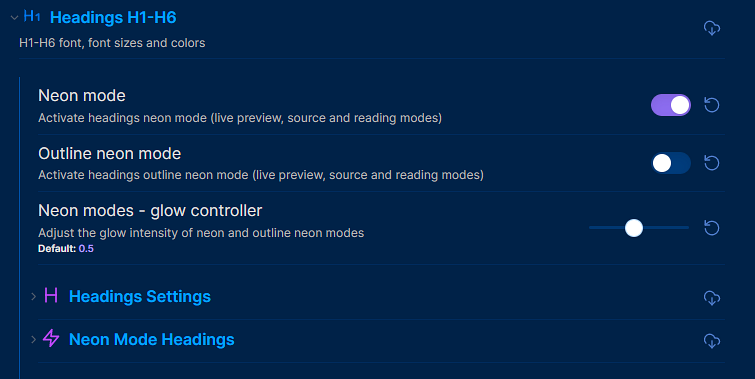 H1 Headings H1-H6
H1-H6 font, font sizes and colors
Neon mode
Activate headings neon mode (live preview, source and reading modes)
Outline neon mode
Activate headings outline neon mode (live preview, source and reading modes)
Neon modes - glow controller
Adjust the glow intensity of neon and outline neon modes
Default: 0.5
H Headings Settings
Neon Mode Headings